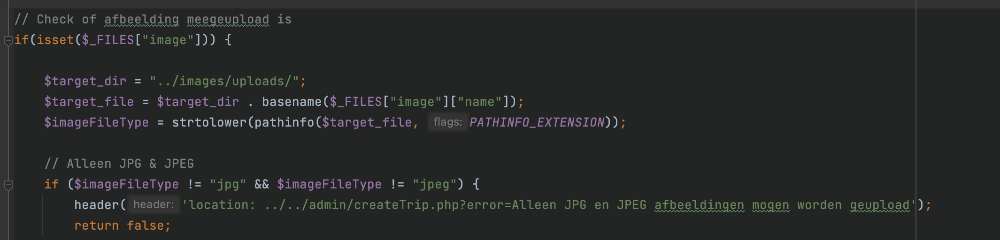 // Check of afbeelding meegeupload is
if(isset($_FILES["image"])) {
$target_dir = "../images/uploads/";
$target_file = $target_dir . basename($_FILES["image"]["name"]);
$imageFileType = strtolower(pathinfo($target_file, flags: PATHINFO_EXTENSION));
// Alleen JPG & JPEG
if ($imageFileType != "jpg" && $imageFileType != "jpeg") {
header( header: 'location: ../../admin/createTrip.php?error=Alleen JPG en JPEG afbeeldingen mogen worden geupload');
return false;